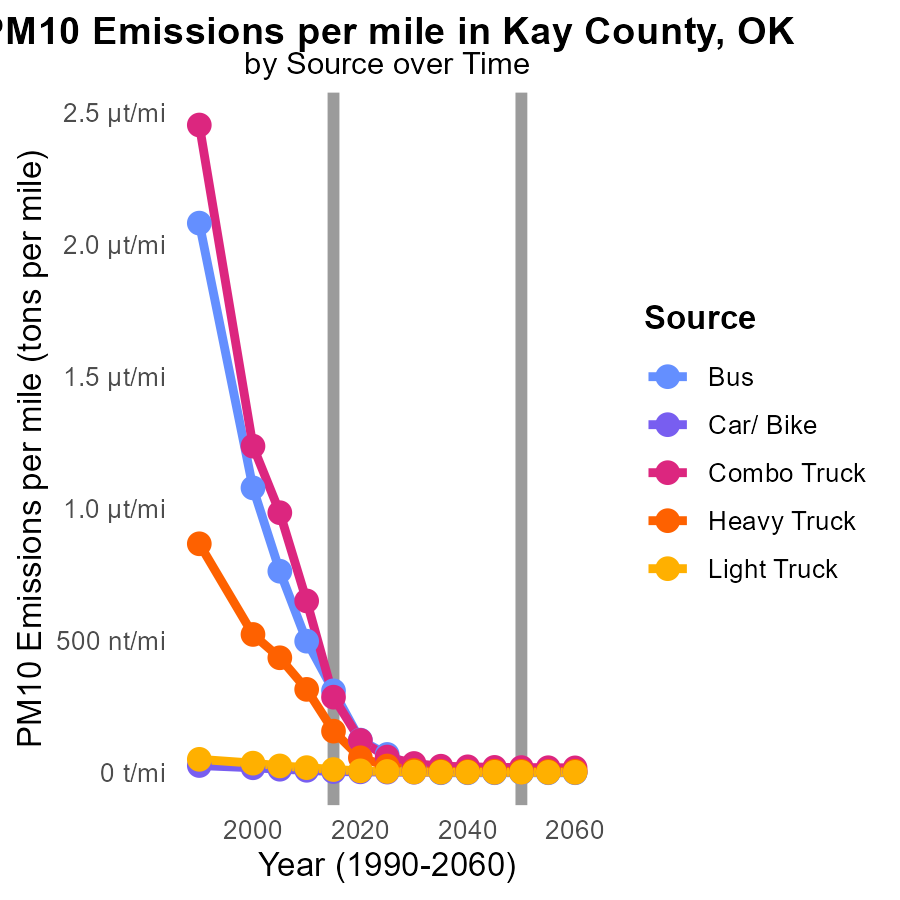 PM10 Emissions per mile in Kay County, OK
by Source over Time
PM10 Emissions per mile (tons per mile)
2.5 µt/mi
2.0 µt/mi
1.5 µt/mi
1.0 µt/mi
500 nt/mi
0 t/mi
2000 2020 2040 2060
Year (1990-2060)
Source
Bus
Car/ Bike
Combo Truck
Heavy Truck
Light Truck